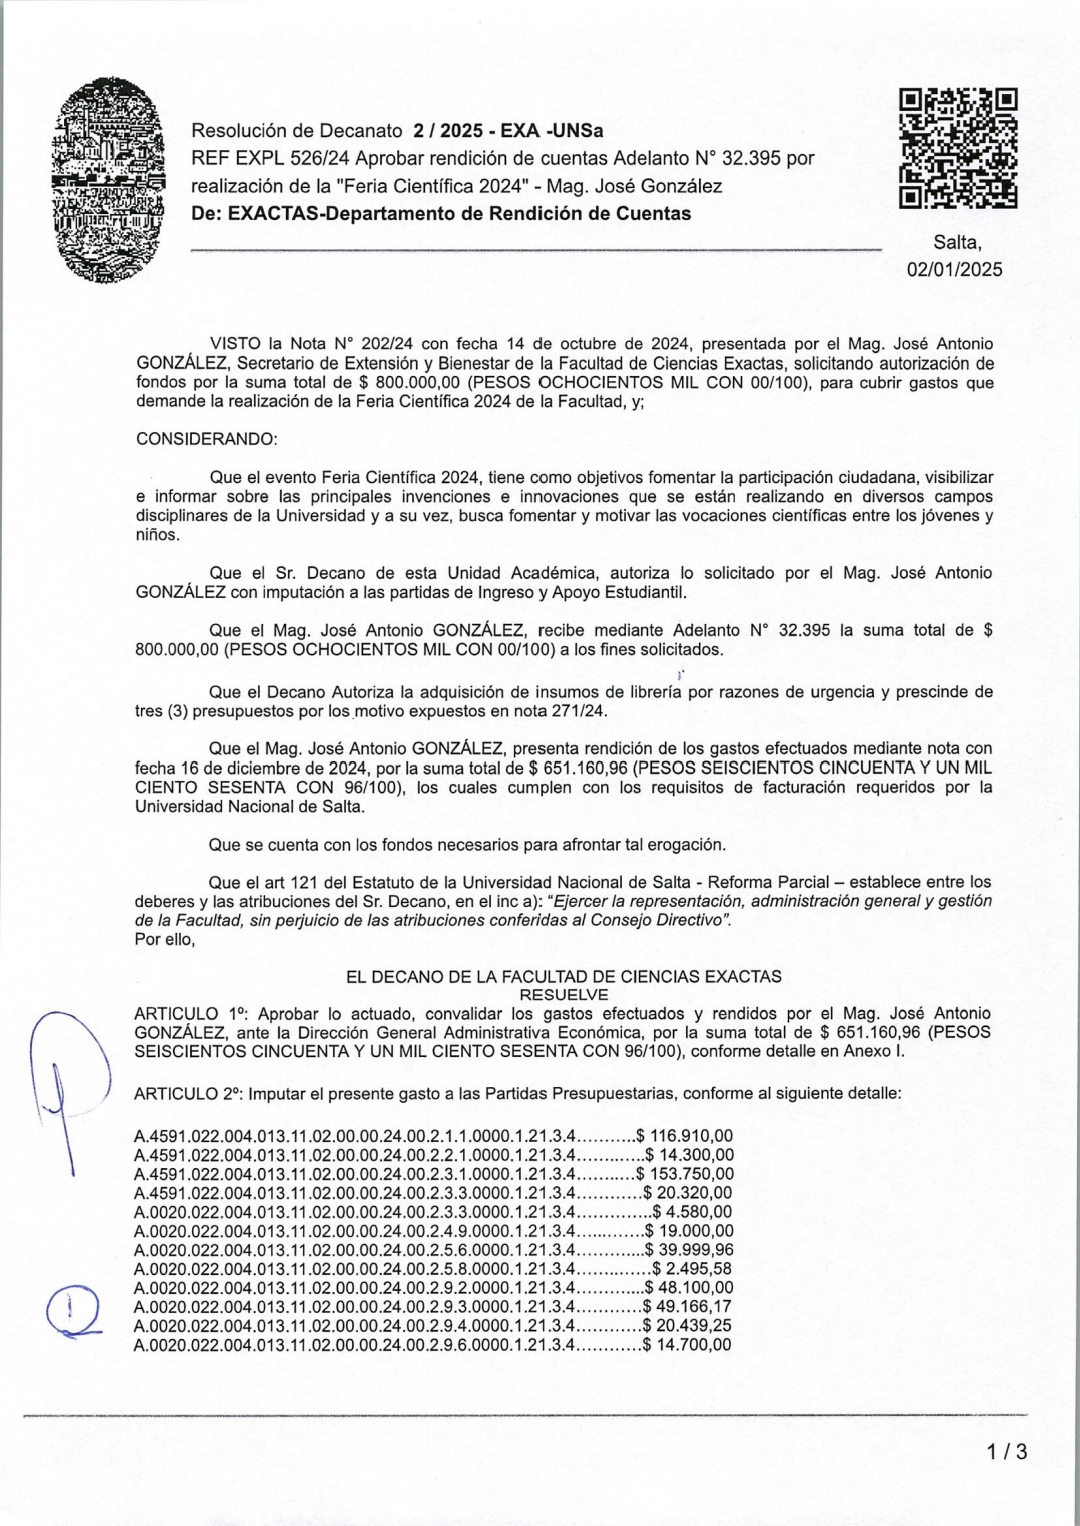 Resolución de Decanato 2 / 2025 - EXA -UNSa
REF EXPL 526/24 Aprobar rendición de cuentas Adelanto N° 32.395 por
realización de la "Feria Científica 2024" - Mag. José González
De: EXACTAS-Departamento de Rendición de Cuentas
Salta,
02/01/2025
VISTO la Nota N° 202/24 con fecha 14 de octubre de 2024, presentada por el Mag. José Antonio
GONZÁLEZ, Secretario de Extensión y Bienestar de la Facultad de Ciencias Exactas, solicitando autorización de
fondos por la suma total de $ 800.000,00 (PESOS OCHOCIENTOS MIL CON 00/100), para cubrir gastos que
demande la realización de la Feria Científica 2024 de la Facultad, y;
CONSIDERANDO:
Que el evento Feria Científica 2024, tiene como objetivos fomentar la participación ciudadana, visibilizar
e informar sobre las principales invenciones e innovaciones que se están realizando en diversos campos
disciplinares de la Universidad y a su vez, busca fomentar y motivar las vocaciones científicas entre los jóvenes y
niños.
Que el Sr. Decano de esta Unidad Académica, autoriza lo solicitado por el Mag. José Antonio
GONZÁLEZ con imputación a las partidas de Ingreso y Apoyo Estudiantil.
Que el Mag. José Antonio GONZÁLEZ, recibe mediante Adelanto N° 32.395 la suma total de $
800.000,00 (PESOS OCHOCIENTOS MIL CON 00/100) a los fines solicitados.
Que el Decano Autoriza la adquisición de insumos de librería por razones de urgencia y prescinde de
tres (3) presupuestos por los motivo expuestos en nota 271/24.
Que el Mag. José Antonio GONZÁLEZ, presenta rendición de los gastos efectuados mediante nota con
fecha 16 de diciembre de 2024, por la suma total de $ 651.160,96 (PESOS SEISCIENTOS CINCUENTA Y UN MIL
CIENTO SESENTA CON 96/100), los cuales cumplen con los requisitos de facturación requeridos por la
Universidad Nacional de Salta.
Que se cuenta con los fondos necesarios para afrontar tal erogación.
Que el art 121 del Estatuto de la Universidad Nacional de Salta - Reforma Parcial – establece entre los
deberes y las atribuciones del Sr. Decano, en el inc a): “Ejercer la representación, administración general y gestión
de la Facultad, sin perjuicio de las atribuciones conferidas al Consejo Directivo”.
Por ello,
EL DECANO DE LA FACULTAD DE CIENCIAS EXACTAS
RESUELVE
ARTICULO 1º: Aprobar lo actuado, convalidar los gastos efectuados y rendidos por el Mag. José Antonio
GONZÁLEZ, ante la Dirección General Administrativa Económica, por la suma total de $ 651.160,96 (PESOS
SEISCIENTOS CINCUENTA Y UN MIL CIENTO SESENTA CON 96/100), conforme detalle en Anexo I.
ARTICULO 2º: Imputar el presente gasto a las Partidas Presupuestarias, conforme al siguiente detalle:
A.4591.022.004.013.11.02.00.00.24.00.2.1.1.0000.1.21.3.4..........$ 116.910,00
A.4591.022.004.013.11.02.00.00.24.00.2.2.1.0000.1.21.3.4............$ 14.300,00
A.4591.022.004.013.11.02.00.00.24.00.2.3.1.0000.1.21.3.4..........$ 153.750,00
A.4591.022.004.013.11.02.00.00.24.00.2.3.3.0000.1.21.3.4............$ 20.320,00
A.0020.022.004.013.11.02.00.00.24.00.2.3.3.0000.1.21.3.4.............$ 4.580,00
A.0020.022.004.013.11.02.00.00.24.00.2.4.9.0000.1.21.3.4............$ 19.000,00
A.0020.022.004.013.11.02.00.00.24.00.2.5.6.0000.1.21.3.4............$ 39.999,96
A.0020.022.004.013.11.02.00.00.24.00.2.5.8.0000.1.21.3.4.............$ 2.495,58
A.0020.022.004.013.11.02.00.00.24.00.2.9.2.0000.1.21.3.4............$ 48.100,00
A.0020.022.004.013.11.02.00.00.24.00.2.9.3.0000.1.21.3.4............$ 49.166,17
A.0020.022.004.013.11.02.00.00.24.00.2.9.4.0000.1.21.3.4............$ 20.439,25
A.0020.022.004.013.11.02.00.00.24.00.2.9.6.0000.1.21.3.4............$ 14.700,00
1 / 3